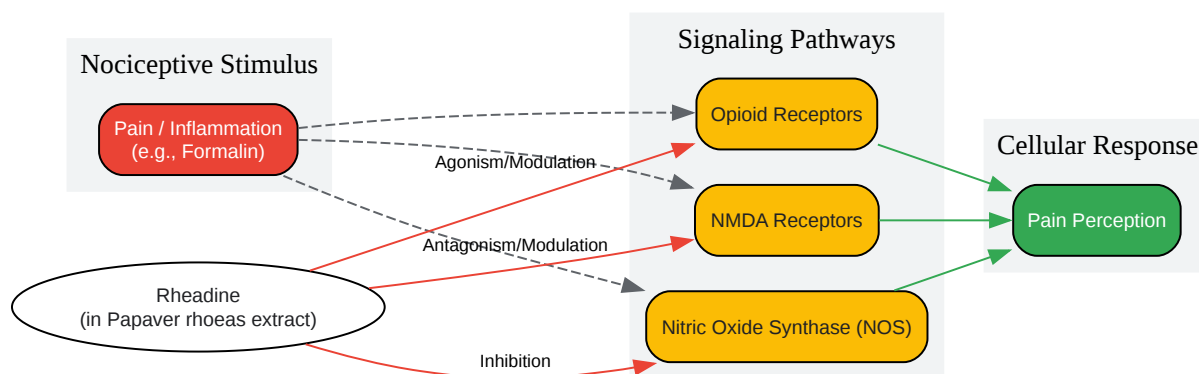 Nociceptive Stimulus
Pain / Inflammation
(e.g., Formalin)
Signaling Pathways
Opioid Receptors
NMDA Receptors
Nitric Oxide Synthase (NOS)
Cellular Response
Pain Perception
Rheadine
(in Papaver rhoeas extract)
Agonism/Modulation
Antagonism/Modulation
Inhibition